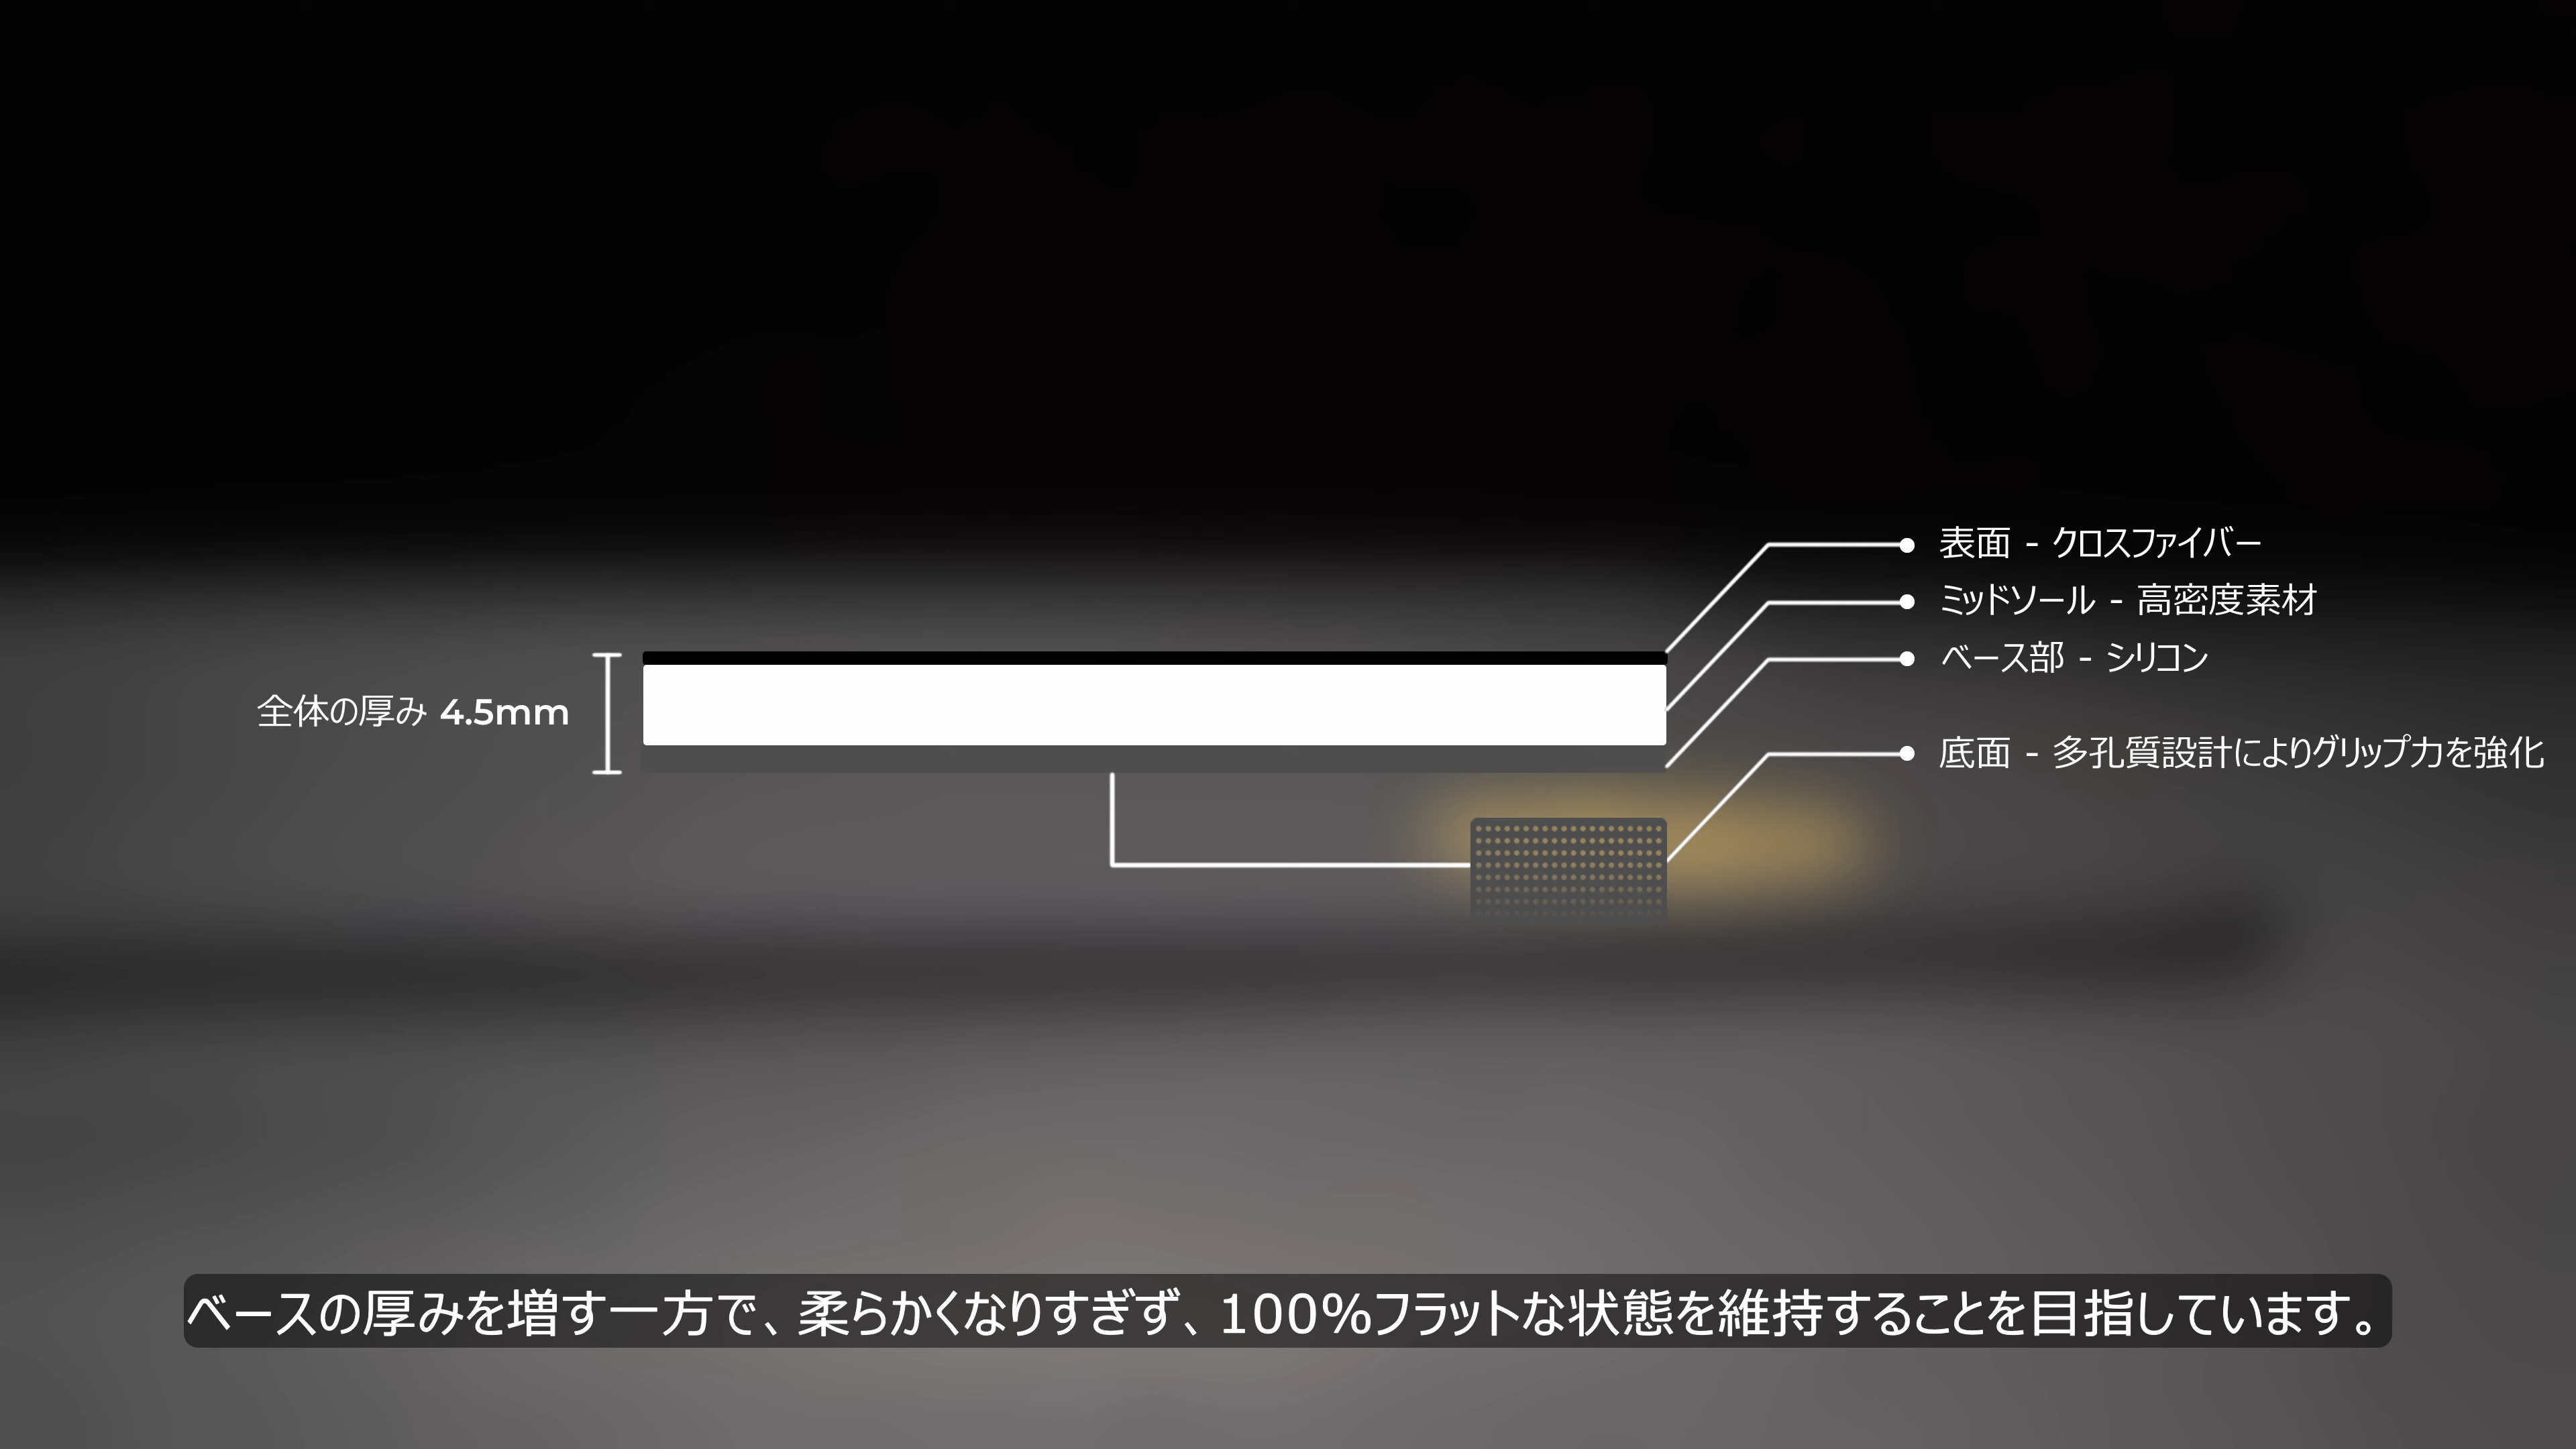 表面 - クロスファイバー
ミッドソール - 高密度素材
ベース部 - シリコン
全体の厚み 4.5mm
底面 - 多孔質設計によりグリップ力を強化
ベースの厚みを増す一方で、柔らかくなりすぎず、100%フラットな状態を維持することを目指しています。